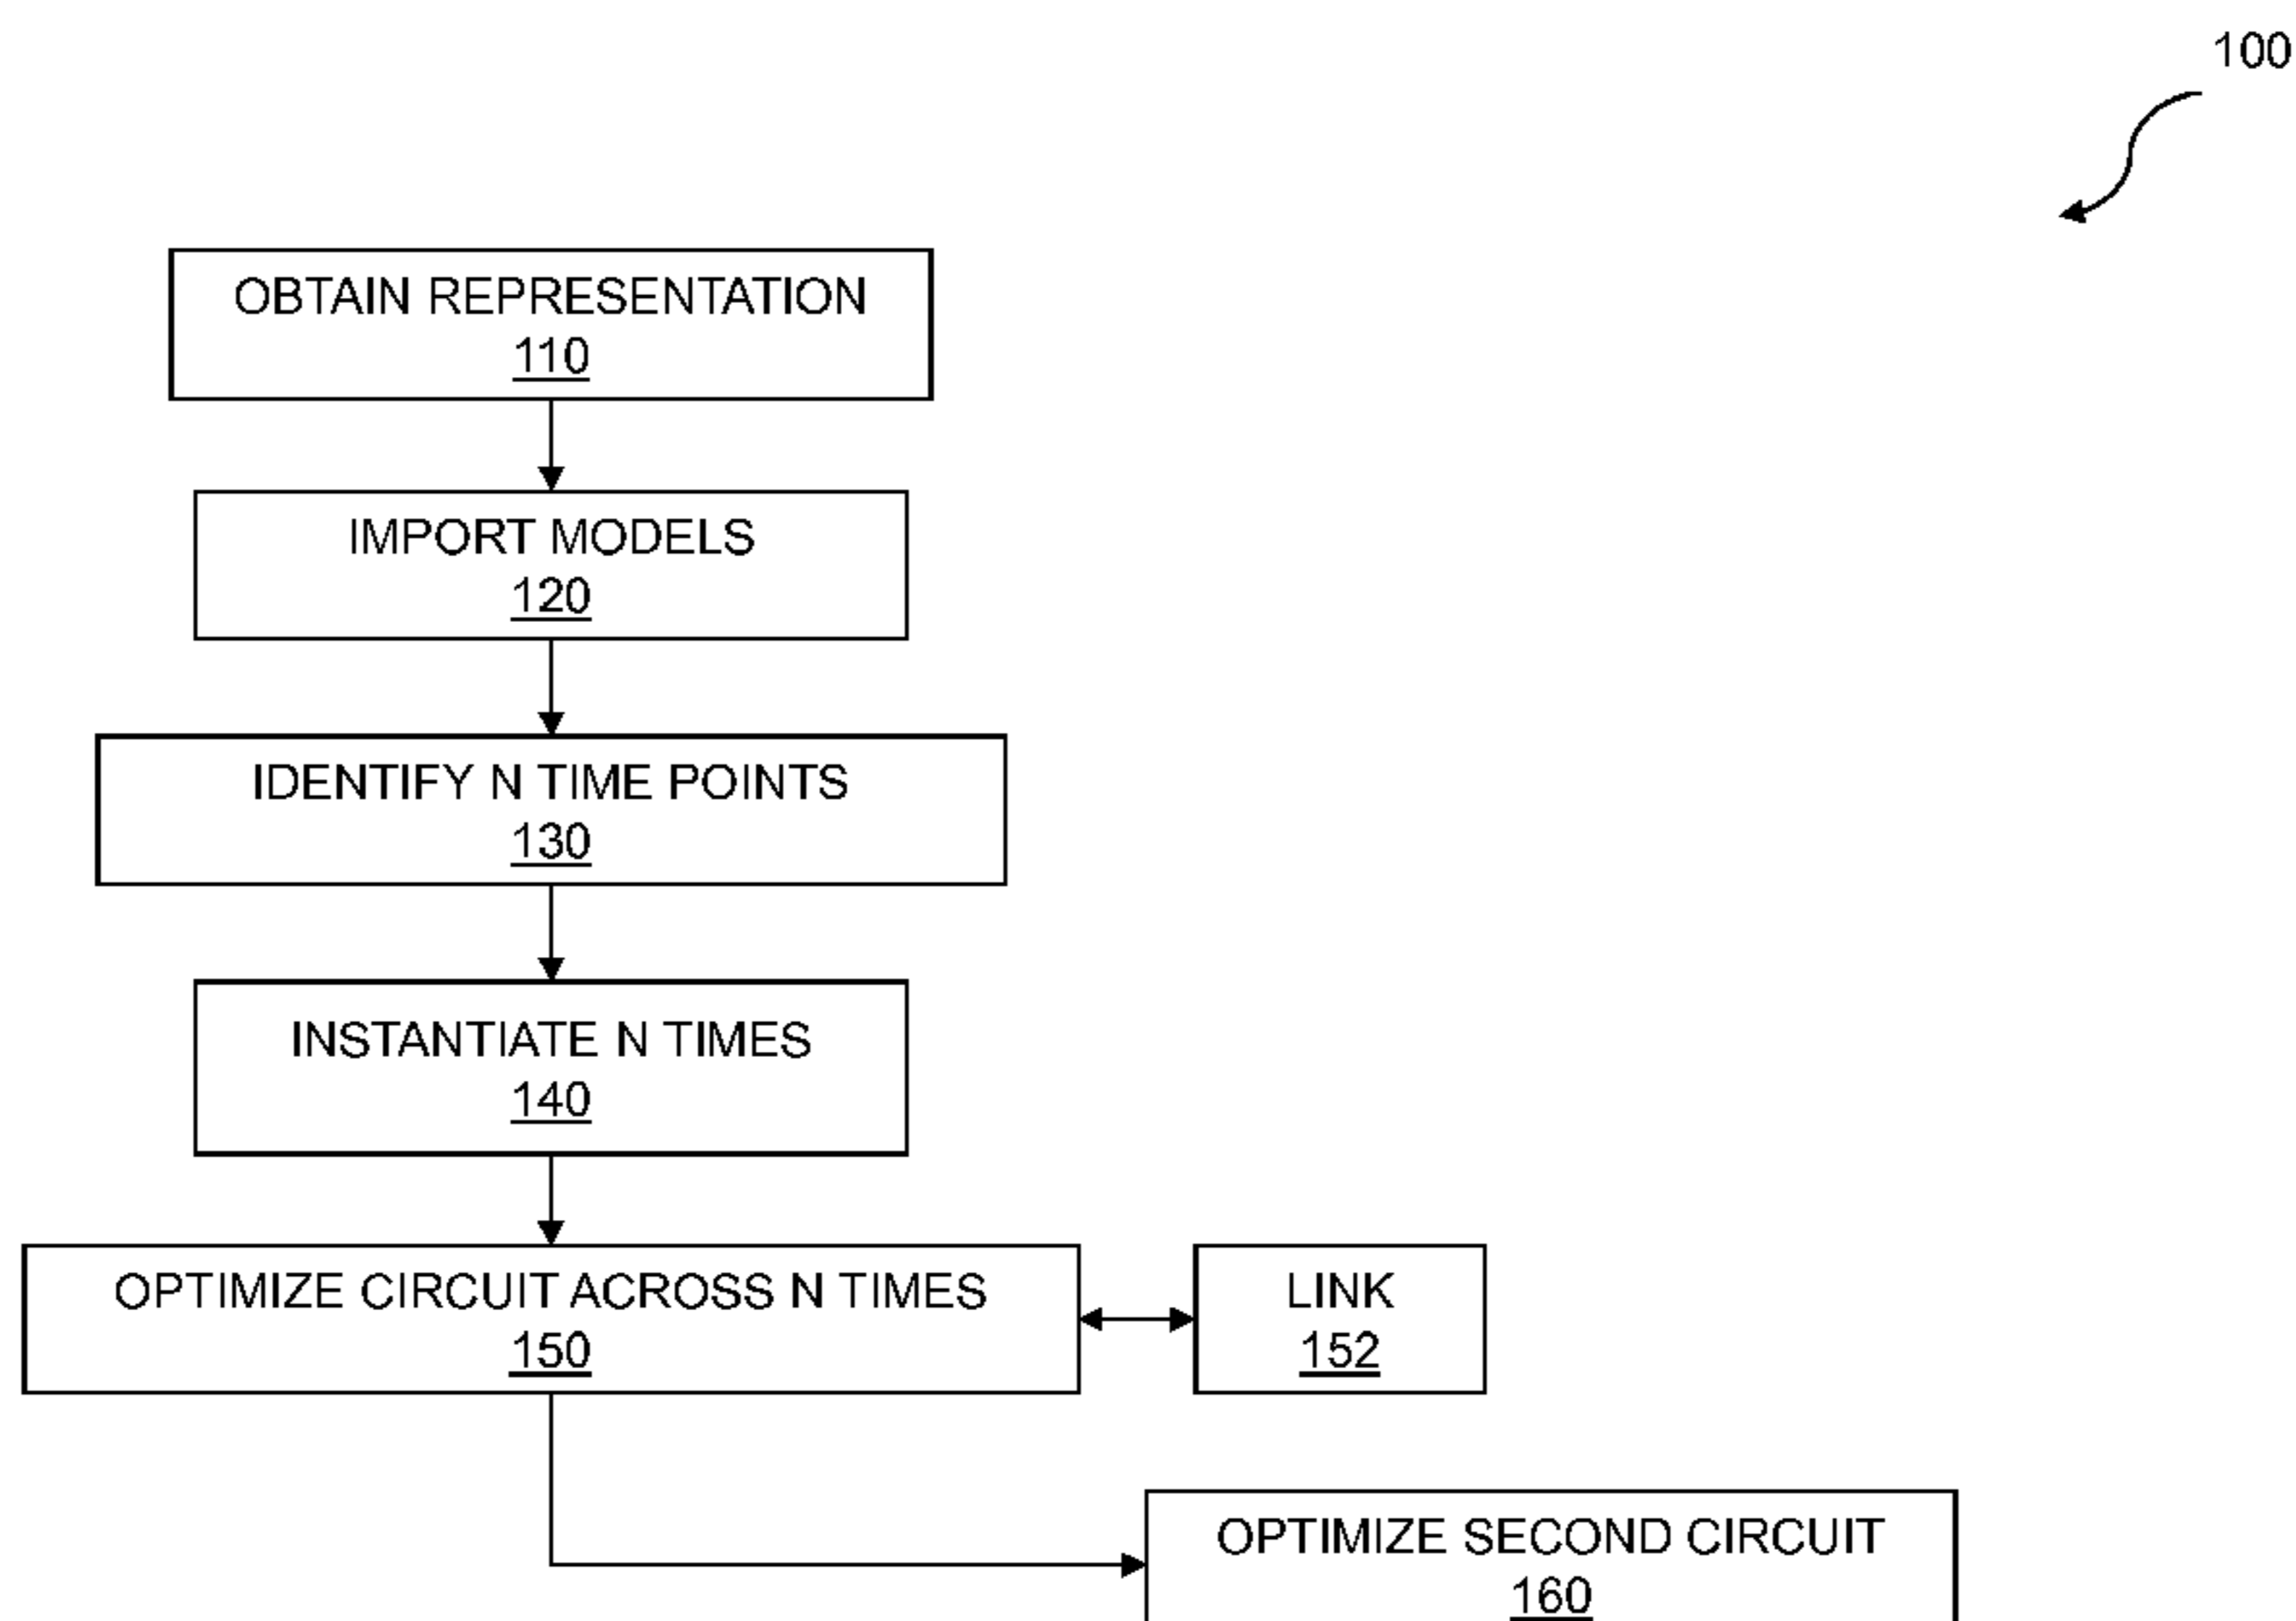 100
OBTAIN REPRESENTATION
110
IMPORT MODELS
120
IDENTIFY N TIME POINTS
130
INSTANTIATE N TIMES
140
OPTIMIZE CIRCUIT ACROSS N TIMES
150
LINK
152
OPTIMIZE SECOND CIRCUIT
160